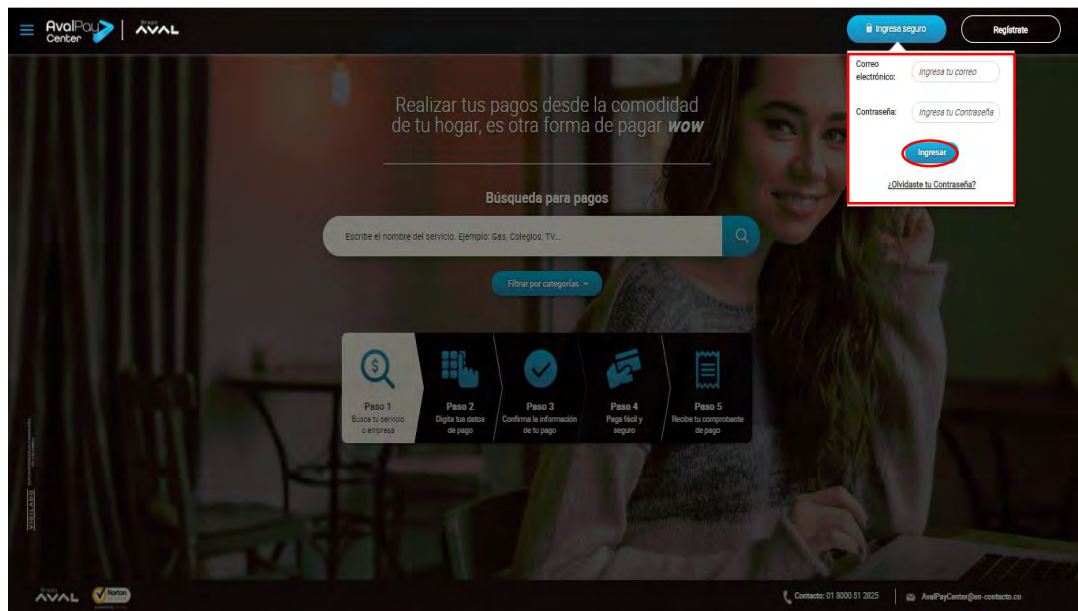 AvalPay
Center
Grupo
AVAL
Ingresa seguro
Regístrate
Correo
electrónico:
Ingresa tu correo
Contraseña:
Ingresa tu Contraseña
Ingresar
¿Olvidaste tu Contraseña?
Realizar tus pagos desde la comodidad
de tu hogar, es otra forma de pagar wow
Búsqueda para pagos
Escribe el nombre del servicio. Ejemplo: Gas, Colegios, TV...
Filtrar por categorías
Paso 1
Busca tu servicio
o empresa
Paso 2
Digita tus datos
de pago
Paso 3
Confirma la información
de tu pago
Paso 4
Paga fácil y
seguro
Paso 5
Recibe tu comprobante
de pago
VIGILADO
Grupo
AVAL
Norton
Contacto: 01 8000 51 2825
AvalPayCenter@en-contacto.co